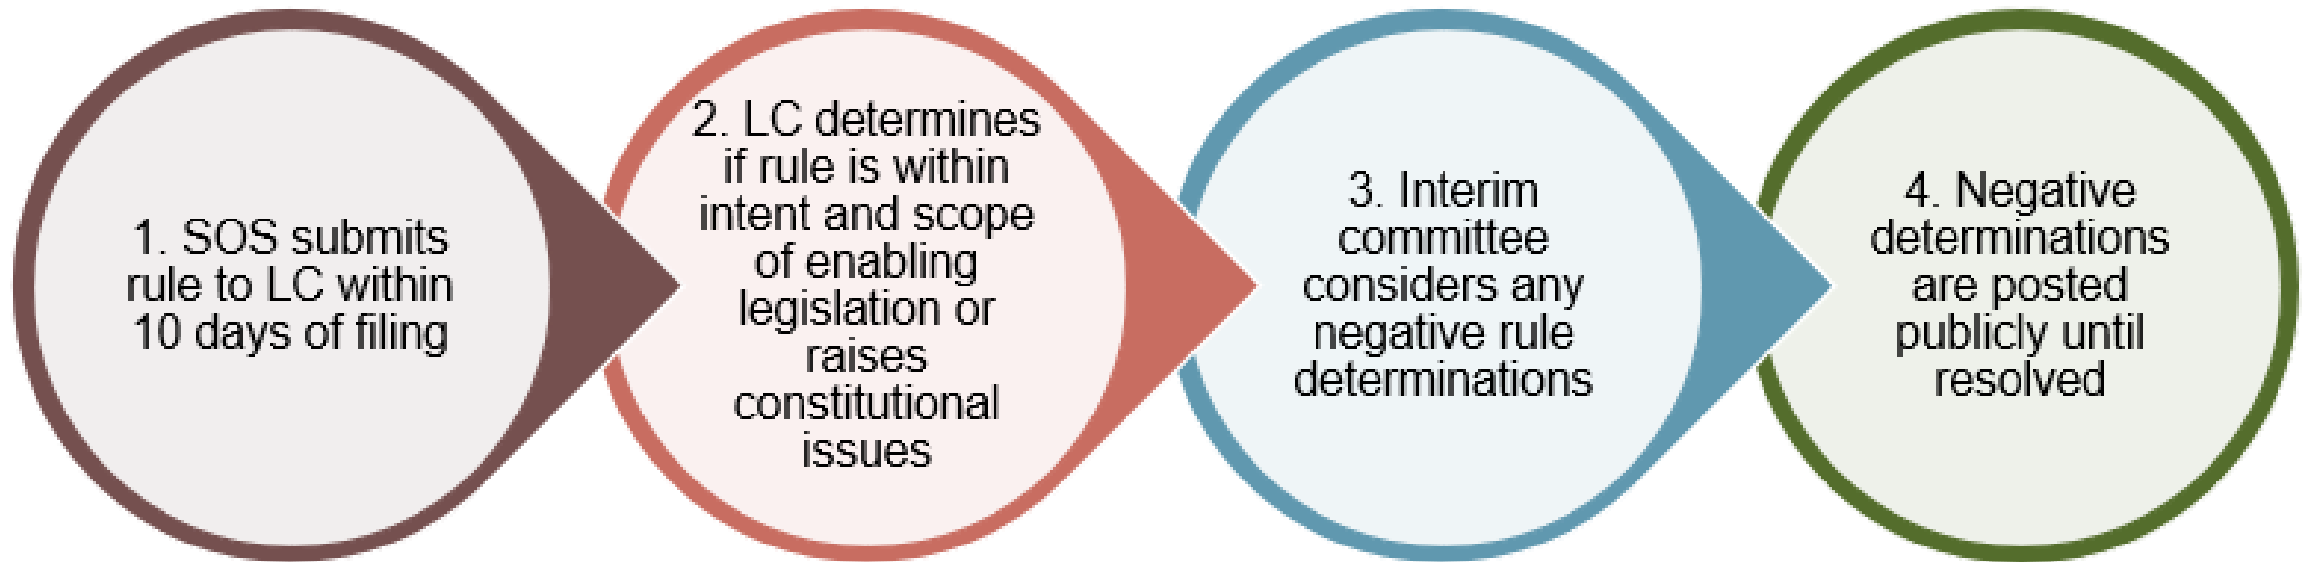 1. SOS submits
rule to LC within
10 days of filing
2. LC determines
if rule is within
intent and scope
of enabling
legislation or
raises
constitutional
issues
3. Interim
committee
considers any
negative rule
determinations
4. Negative
determinations
are posted
publicly until
resolved